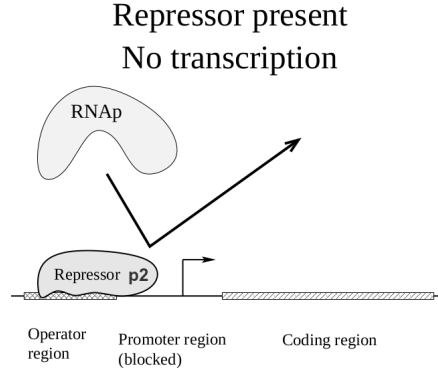 Repressor present
No transcription
RNAp
Repressor p2
Operator
region
Promoter region
(blocked)
Coding region